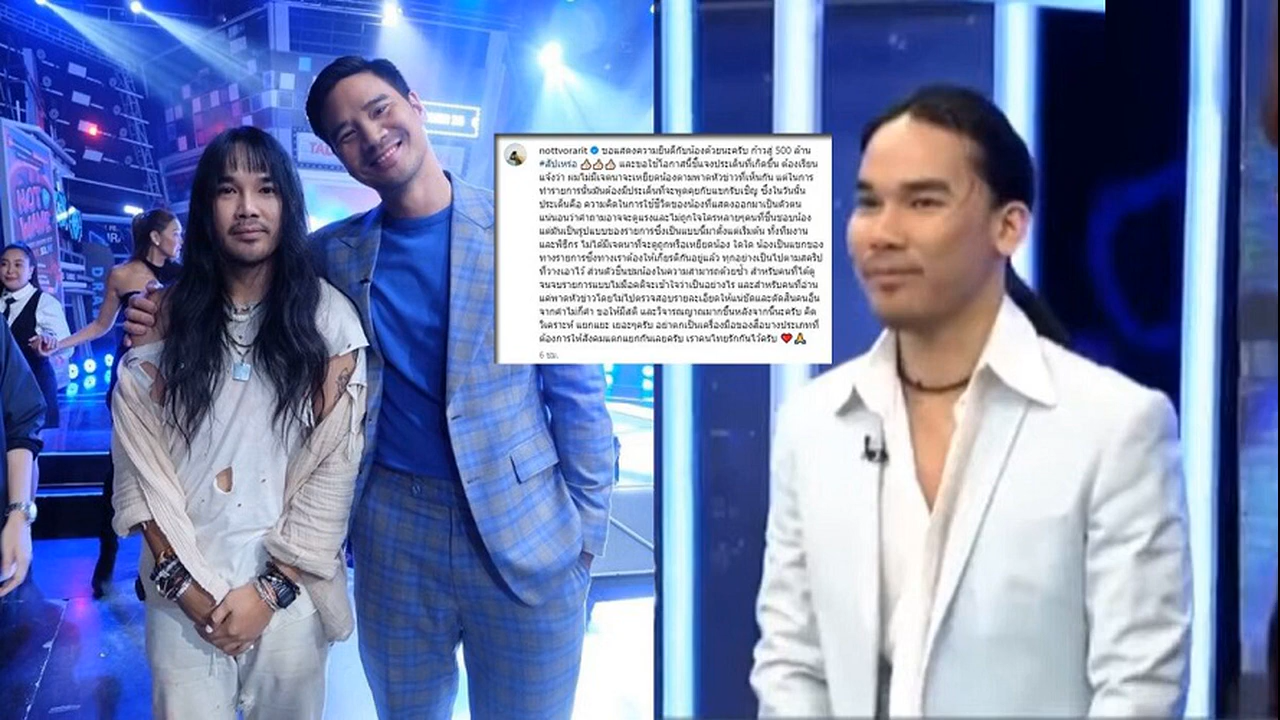 HOT
WAVE
nottvorarit ขอแสดงความยินดีกับน้องด้วยนะครับ ก้าวสู่ 500 ล้าน
#สัปเหร่อ 👍🏻👍🏻👍🏻 และขอใช้โอกาสนี้ชี้แจงประเด็นที่เกิดขึ้น ต้องเรียน
แจ้งว่า ผมไม่มีเจตนาจะเหยียดน้องตามพาดหัวข่าวที่เห็นกัน แต่ในการ
ทำรายการนั้นมันต้องมีประเด็นที่จะพูดคุยกับแขกรับเชิญ ซึ่งในวันนั้น
ประเด็นคือ ความคิดในการใช้ชีวิตของน้องที่แสดงออกมาเป็นตัวตน
แน่นอนว่าคำถามอาจจะดูแรงและไม่ถูกใจใครหลายๆคนที่ชื่นชอบน้อง
แต่มันเป็นรูปแบบของรายการซึ่งเป็นแบบนี้มาตั้งแต่เริ่มต้น ทั้งทีมงาน
และพิธีกร ไม่ได้มีเจตนาที่จะดูถูกหรือเหยียดน้อง ใดใด น้องเป็นแขกของ
ทางรายการซึ่งทางเราต้องให้เกียรติกันอยู่แล้ว ทุกอย่างเป็นไปตามสคริป
ที่วางเอาไว้ ส่วนตัวชื่นชมน้องในความสามารถด้วยซ้ำ สำหรับคนที่ได้ดู
จนจบรายการแบบไม่มีอคติจะเข้าใจว่าเป็นอย่างไร และสำหรับคนที่อ่าน
แค่พาดหัวข่าวโดยไม่ไปตรวจสอบรายละเอียดให้แน่ชัดและตัดสินคนอื่น
จากคำไม่กี่คำ ขอให้มีสติ และวิจารณญาณมากขึ้นหลังจากนี้นะครับ คิด
วิเคราะห์ แยกแยะ เยอะๆครับ อย่าตกเป็นเครื่องมือของสื่อบางประเภทที่
ต้องการให้สังคมแตกแยกกันเลยครับ เราคนไทยรักกันไว้ครับ ❤️🙏
6 ชม.